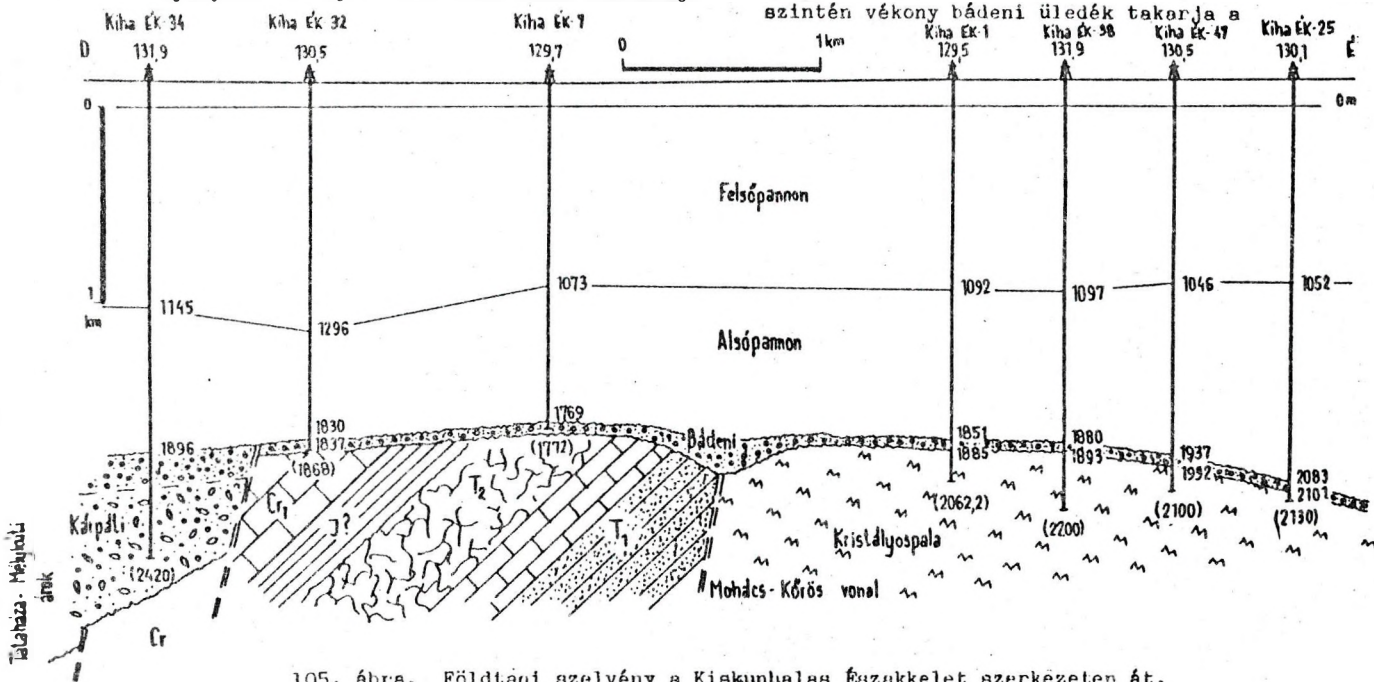 szintén vékony bádeni üledék takarja a
Kiha ÉK-34 Kiha ÉK 32 Kiha ÉK-9 Kiha ÉK-1 Kiha ÉK-38 Kiha ÉK-47 Kiha ÉK-25
D 131,9 130,5 129,7 0 1km 129,5 131,9 130,5 130,1 É
0 0m
Felsőpannon
1 km
1145 1296 1073 1092 1097 1046 1052
Alsópannon
1896 1830 1769 Bádeni 1851 1880 1937 2083
1837 (1772) 1885 1893 1992 2101
(1868)
Cr1 J? T2 T1
(2062,2) (2200) (2100) (2130)
Kárpáti
Kristályospala
(2420)
Mohács-Kőrös vonal
Cr
Tataháza-Mélykúti
árok
105. ábra. Földtani szelvény a Kiskunhalas Északkelet szerkezeten át.